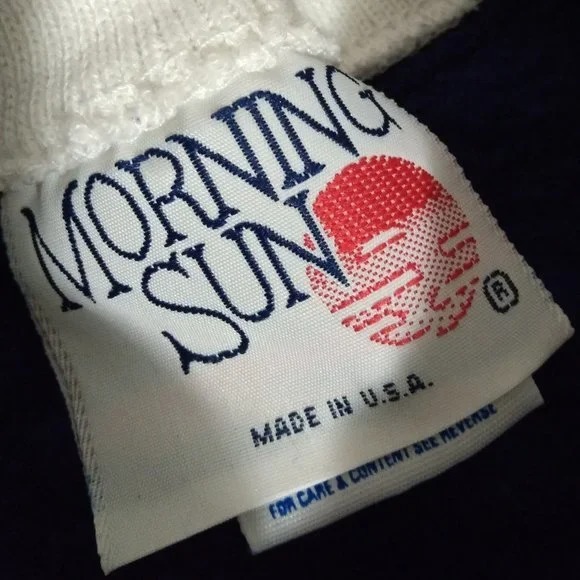 MORNING
SUN
®
MADE IN U.S.A.
FOR CARE & CONTENT SEE REVERSE